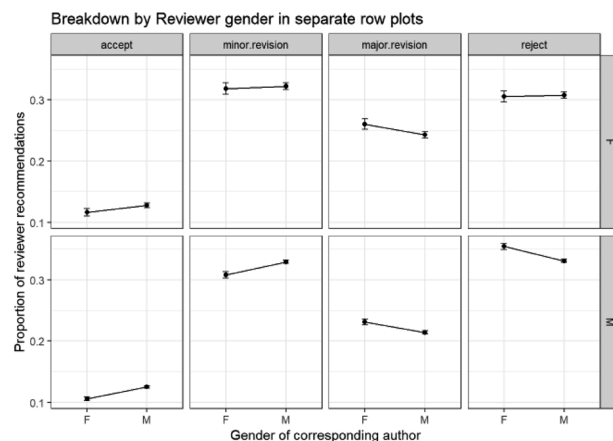 Breakdown by Reviewer gender in separate row plots
accept minor.revision major.revision reject
0.3
0.2
0.1
F
0.3
0.2
0.1
M
Proportion of reviewer recommendations
F M F M F M F M
Gender of corresponding author